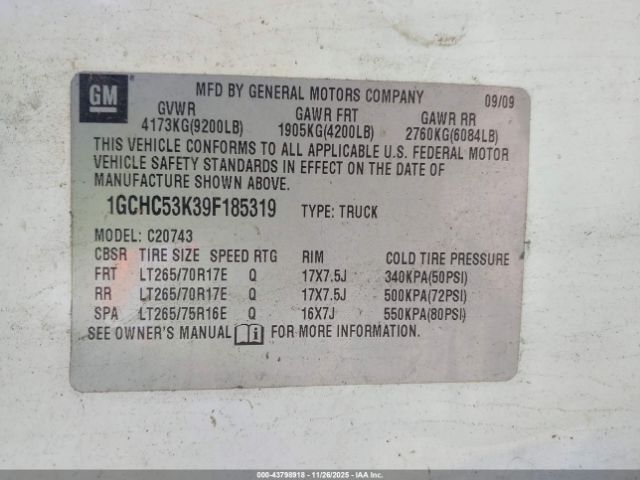 GM
MFD BY GENERAL MOTORS COMPANY 09/09
GVWR GAWR FRT GAWR RR
4173KG(9200LB) 1905KG(4200LB) 2760KG(6084LB)
THIS VEHICLE CONFORMS TO ALL APPLICABLE U.S. FEDERAL MOTOR
VEHICLE SAFETY STANDARDS IN EFFECT ON THE DATE OF
MANUFACTURE SHOWN ABOVE.
1GCHC53K39F185319 TYPE: TRUCK
MODEL: C20743
CBSR TIRE SIZE SPEED RTG RIM COLD TIRE PRESSURE
FRT LT265/70R17E Q 17X7.5J 340KPA(50PSI)
RR LT265/70R17E Q 17X7.5J 500KPA(72PSI)
SPA LT265/75R16E Q 16X7J 550KPA(80PSI)
SEE OWNER'S MANUAL FOR MORE INFORMATION.
000-43798918 - 11/26/2025 - IAA Holdings, LLC. - Copyright©